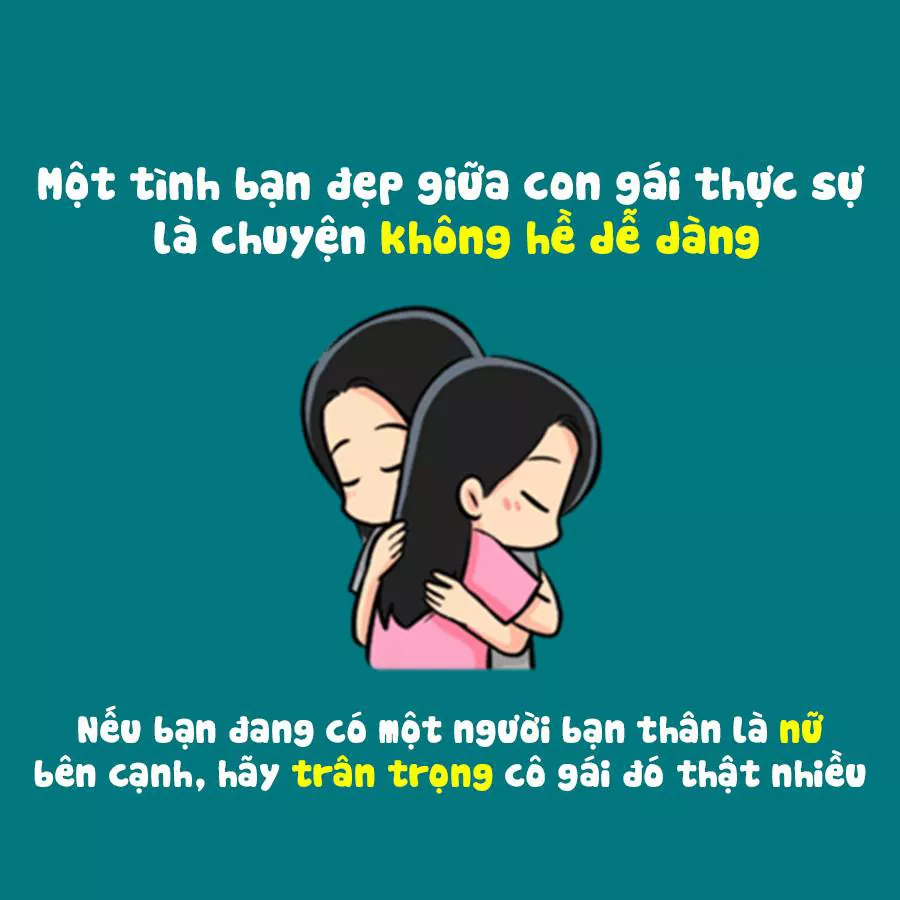 Một tình bạn đẹp giữa con gái thực sự
là chuyện không hề dễ dàng
Nếu bạn đang có một người bạn thân là nữ
bên cạnh, hãy trân trọng cô gái đó thật nhiều